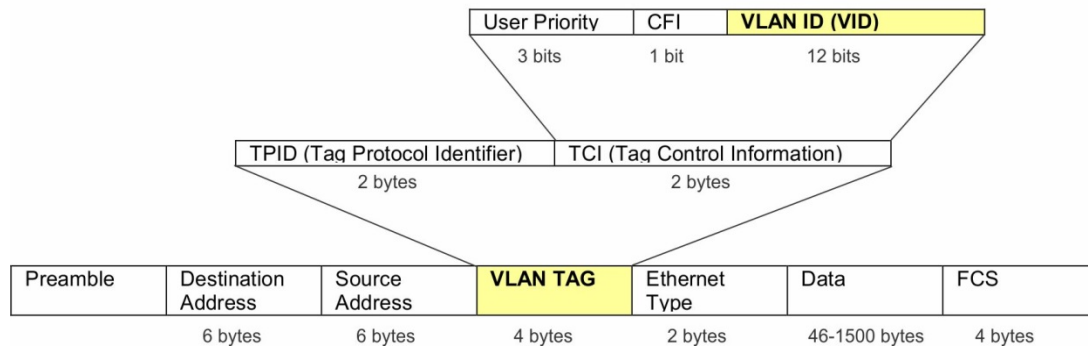 User Priority CFI VLAN ID (VID)
3 bits 1 bit 12 bits
TPID (Tag Protocol Identifier) TCI (Tag Control Information)
2 bytes 2 bytes
Preamble Destination Source VLAN TAG Ethernet Data FCS
Address Address Type
6 bytes 6 bytes 4 bytes 2 bytes 46-1500 bytes 4 bytes